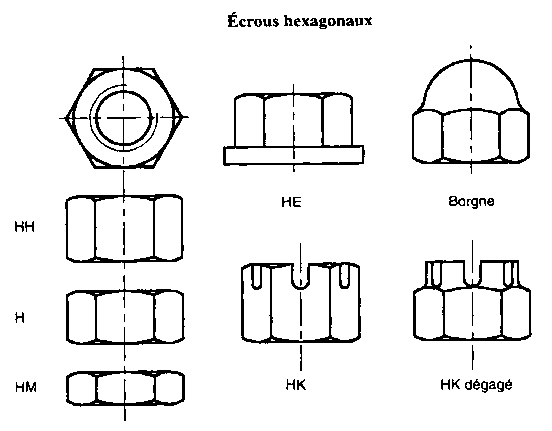 Écrous hexagonaux
HE
Borgne
HH
H
HM
HK
HK dégagé